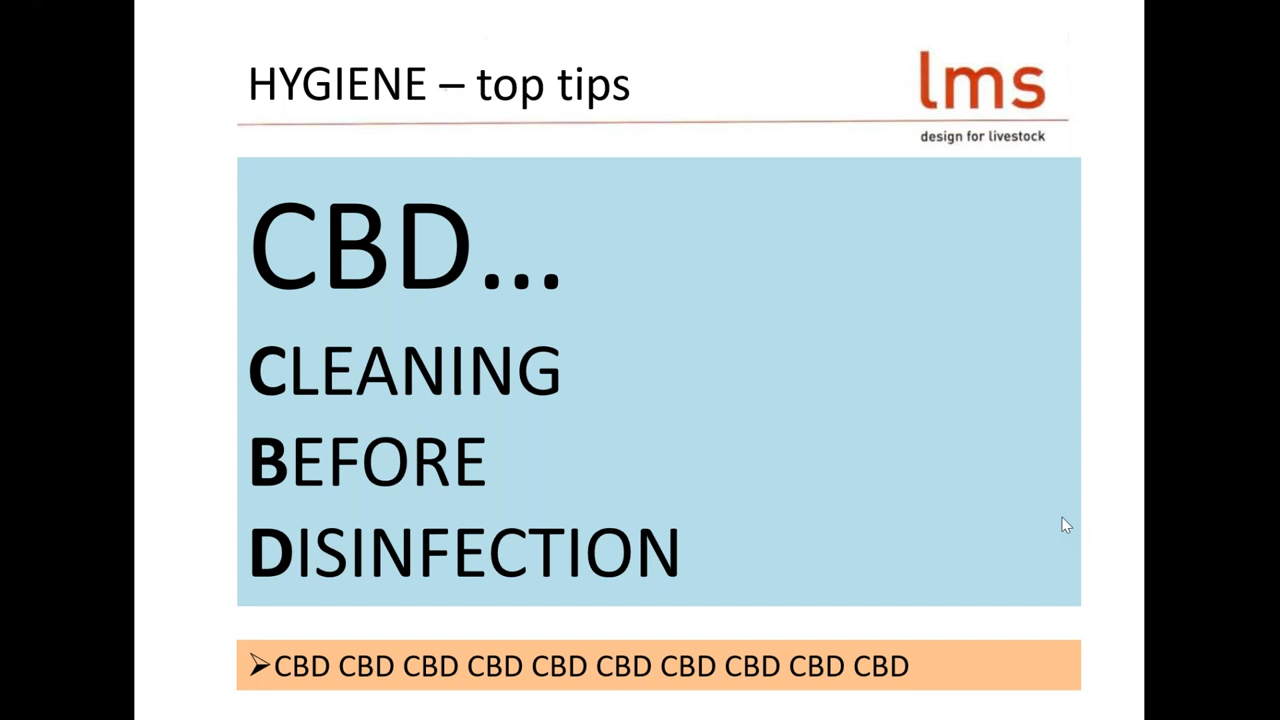 HYGIENE – top tips
lms
design for livestock
CBD...
CLEANING
BEFORE
DISINFECTION
➢CBD CBD CBD CBD CBD CBD CBD CBD CBD CBD